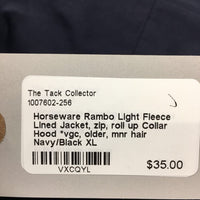 The Tack Collector
1007602-256
Horseware Rambo Light Fleece
Lined Jacket, zip, roll up Collar
Hood *vgc, older, mnr hair
Navy/Black XL
VXCQYL
$35.00